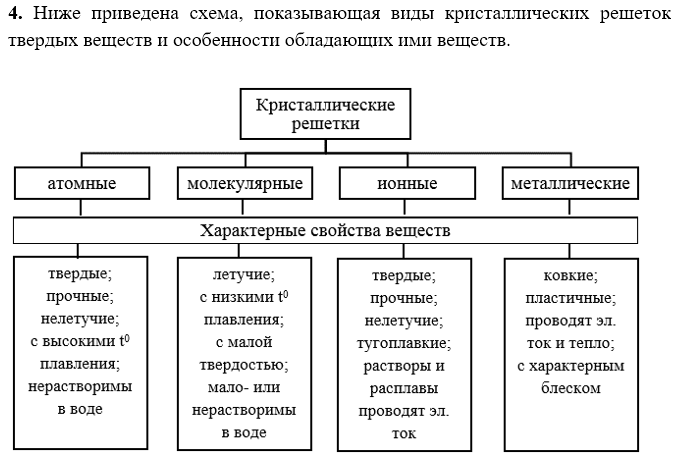 4. Ниже приведена схема, показывающая виды кристаллических решеток
твердых веществ и особенности обладающих ими веществ.
Кристаллические
решетки
атомные
молекулярные
ионные
металлические
Характерные свойства веществ
твердые;
прочные;
нелетучие;
с высокими t⁰
плавления;
нерастворимы
в воде
летучие;
с низкими t⁰
плавления;
с малой
твердостью;
мало- или
нерастворимы
в воде
твердые;
прочные;
нелетучие;
тугоплавкие;
растворы и
расплавы
проводят эл.
ток
ковкие;
пластичные;
проводят эл.
ток и тепло;
с характерным
блеском